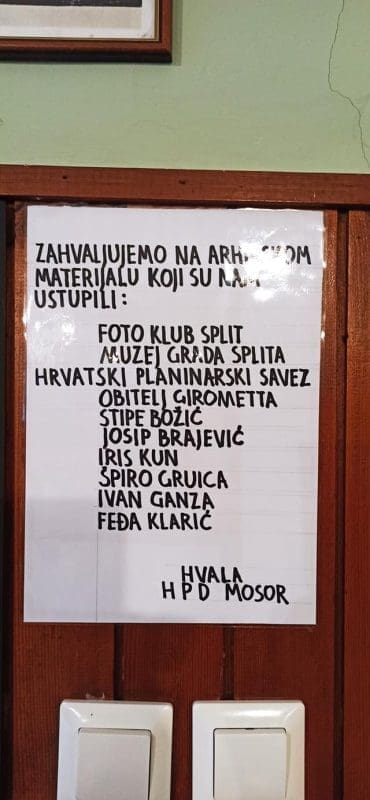 ZAHVALJUJEMO NA ARHIVSKOM
MATERIJALU KOJI SU NAM
USTUPILI:
FOTO KLUB SPLIT
MUZEJ GRADA SPLITA
HRVATSKI PLANINARSKI SAVEZ
OBITELJ GIROMETTA
STIPE BOŽIĆ
JOSIP BRAJEVIĆ
IRIS KUN
ŠPIRO GRUICA
IVAN GANZA
FEĐA KLARIĆ
HVALA
H P D MOSOR